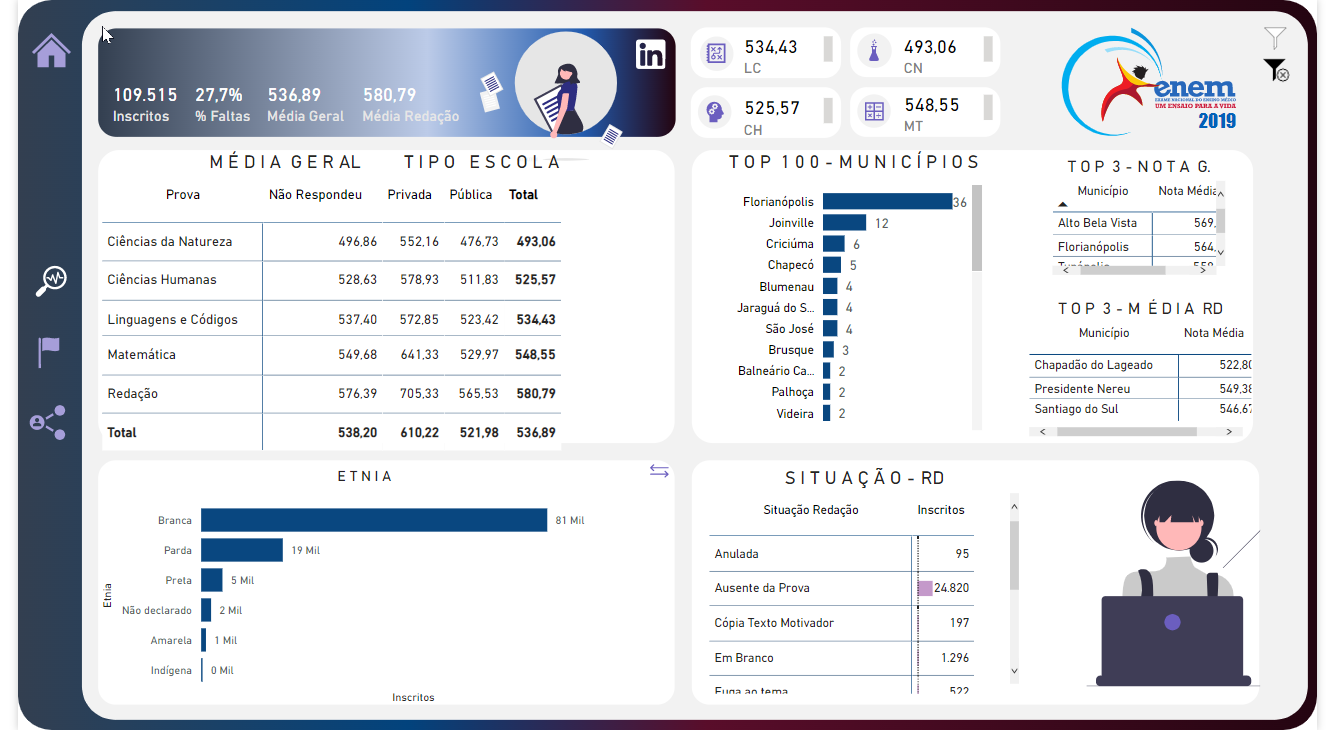 109.515 27,7% 536,89 580,79
Inscritos % Faltas Média Geral Média Redação
in
534,43
LC
493,06
CN
525,57
CH
548,55
MT
enem
EXAME NACIONAL DO ENSINO MÉDIO
UM ENSAIO PARA A VIDA
2019
MÉDIA GERAL TIPO ESCOLA
Prova Não Respondeu Privada Pública Total
Ciências da Natureza 496,86 552,16 476,73 493,06
Ciências Humanas 528,63 578,93 511,83 525,57
Linguagens e Códigos 537,40 572,85 523,42 534,43
Matemática 549,68 641,33 529,97 548,55
Redação 576,39 705,33 565,53 580,79
Total 538,20 610,22 521,98 536,89
TOP 100-MUNICÍPIOS
Florianópolis 36
Joinville 12
Criciúma 6
Chapecó 5
Blumenau 4
Jaraguá do S... 4
São José 4
Brusque 3
Balneário Ca... 2
Palhoça 2
Videira 2
TOP 3-NOTA G.
Município Nota Média
Alto Bela Vista 569,
Florianópolis 564,
TOP 3-M ÉDIA RD
Município Nota Média
Chapadão do Lageado 522,80
Presidente Nereu 549,38
Santiago do Sul 546,67
ETNIA
Etnia
Branca 81 Mil
Parda 19 Mil
Preta 5 Mil
Não declarado 2 Mil
Amarela 1 Mil
Indígena 0 Mil
Inscritos
SITUAÇÃO-RD
Situação Redação Inscritos
Anulada 95
Ausente da Prova 24.820
Cópia Texto Motivador 197
Em Branco 1.296
Fuga ao tema 522